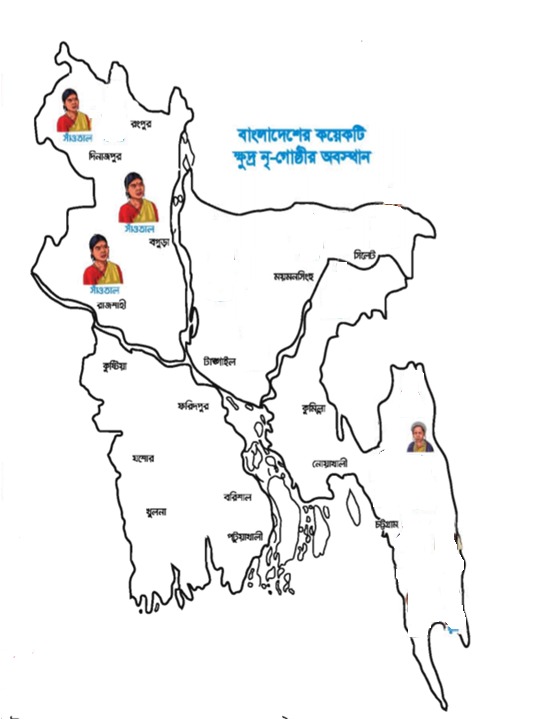 বাংলাদেশের কয়েকটি
ক্ষুদ্র নৃ-গোষ্ঠীর অবস্থান
রংপুর
সাঁওতাল
দিনাজপুর
সাঁওতাল
বগুড়া
সিলেট
ময়মনসিংহ
সাঁওতাল
রাজশাহী
টাঙ্গাইল
কুষ্টিয়া
ফরিদপুর
কুমিল্লা
যশোর
নোয়াখালী
বরিশাল
খুলনা
চট্টগ্রাম
পটুয়াখালী